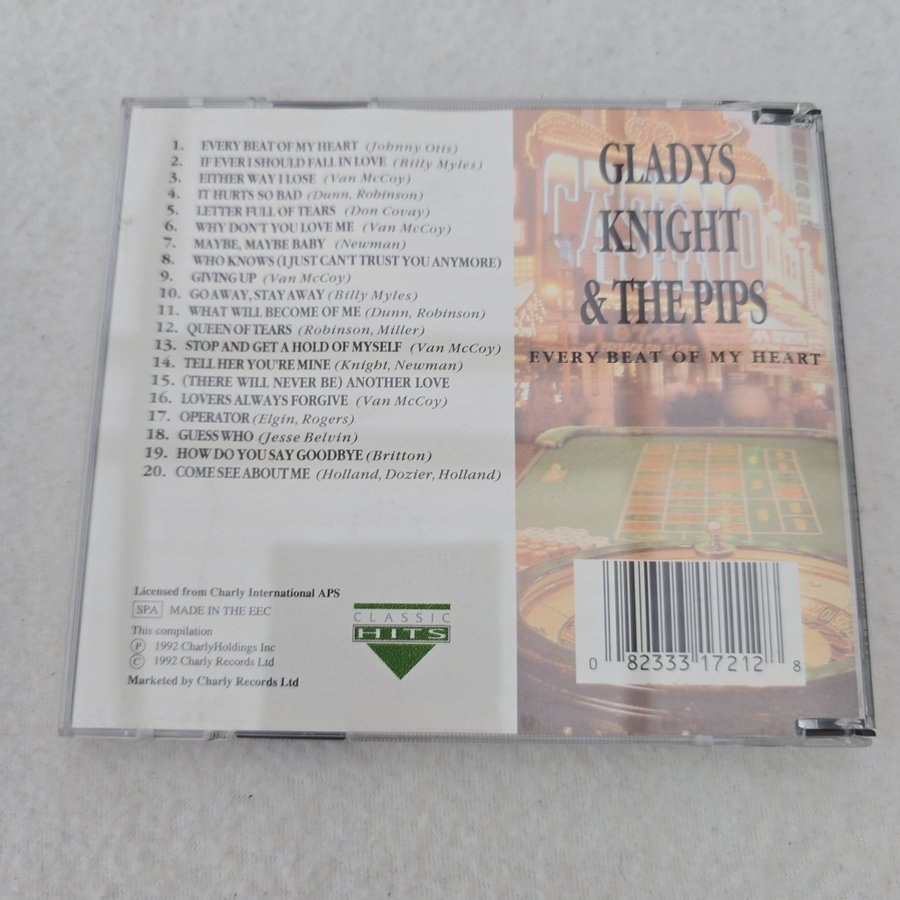 1. EVERY BEAT OF MY HEART (Johnny Otis)
2. IF EVER I SHOULD FALL IN LOVE (Billy Myles)
3. EITHER WAY I LOSE (Van McCoy)
4. IT HURTS SO BAD (Dunn, Robinson)
5. LETTER FULL OF TEARS (Don Covay)
6. WHY DON'T YOU LOVE ME (Van McCoy)
7. MAYBE, MAYBE BABY (Newman)
8. WHO KNOWS (I JUST CAN'T TRUST YOU ANYMORE)
9. GIVING UP (Van McCoy)
10. GO AWAY, STAY AWAY (Billy Myles)
11. WHAT WILL BECOME OF ME (Dunn, Robinson)
12. QUEEN OF TEARS (Robinson, Miller)
13. STOP AND GET A HOLD OF MYSELF (Van McCoy)
14. TELL HER YOU'RE MINE (Knight, Newman)
15. (THERE WILL NEVER BE) ANOTHER LOVE
16. LOVERS ALWAYS FORGIVE (Van McCoy)
17. OPERATOR (Elgin, Rogers)
18. GUESS WHO (Jesse Belvin)
19. HOW DO YOU SAY GOODBYE (Britton)
20. COME SEE ABOUT ME (Holland, Dozier, Holland)
Licensed from Charly International APS
SPA MADE IN THE EEC
This compilation
℗ 1992 CharlyHoldings Inc
© 1992 Charly Records Ltd
Marketed by Charly Records Ltd
CLASSIC
HITS
GLADYS
KNIGHT
& THE PIPS
EVERY BEAT OF MY HEART
CASINO
0 82333 17212 8